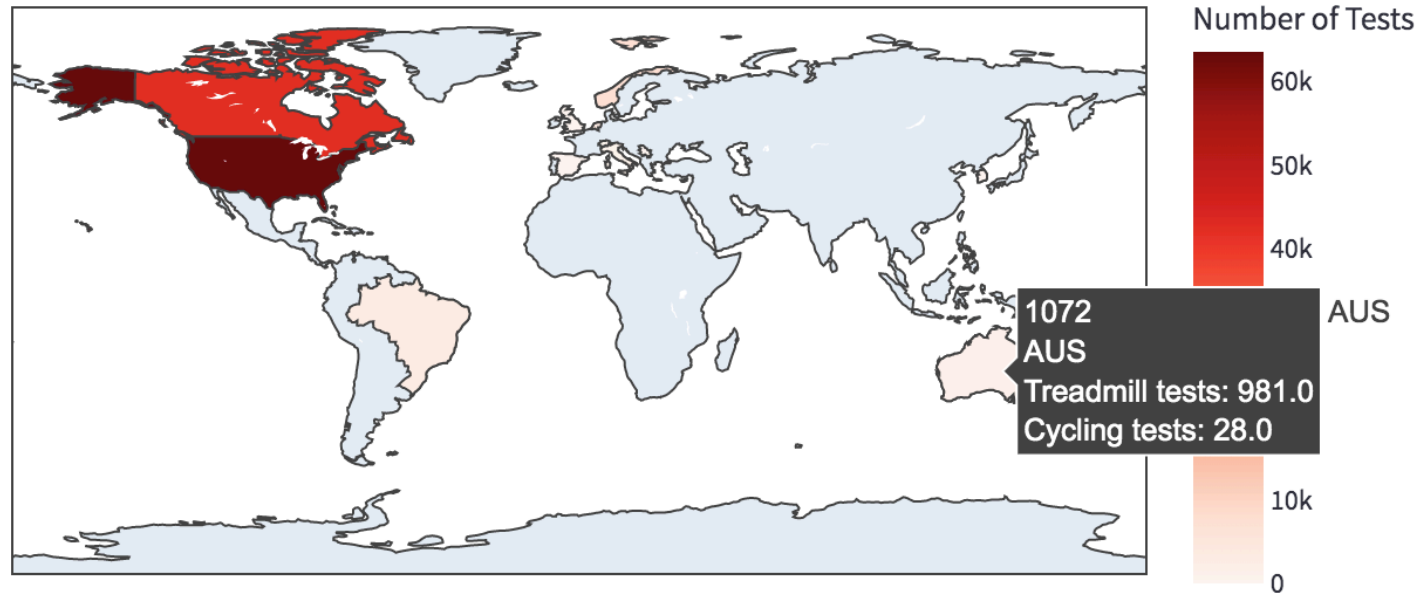 Number of Tests
60k
50k
40k
1072
AUS
AUS
Treadmill tests: 981.0
Cycling tests: 28.0
10k
0